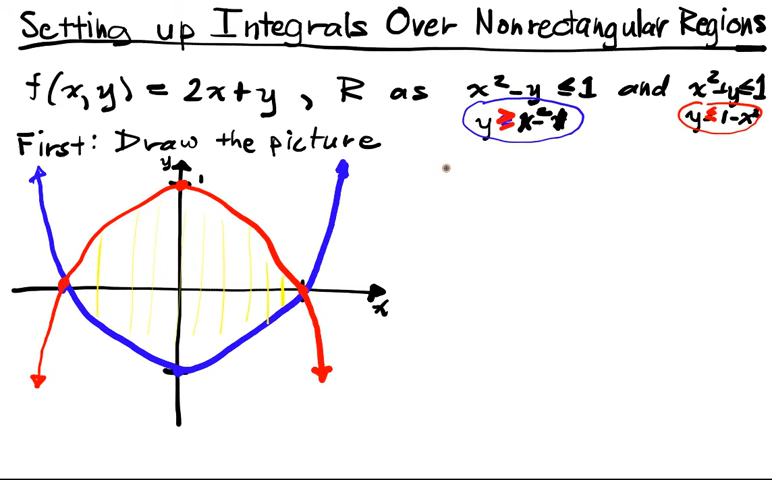 Setting up Integrals Over Nonrectangular Regions
f(x,y) = 2x+y, R as x²-y ≤1 and x²+y≤1
y ≥ x²-1 y ≤ 1-x²
First: Draw the picture
y
1
x